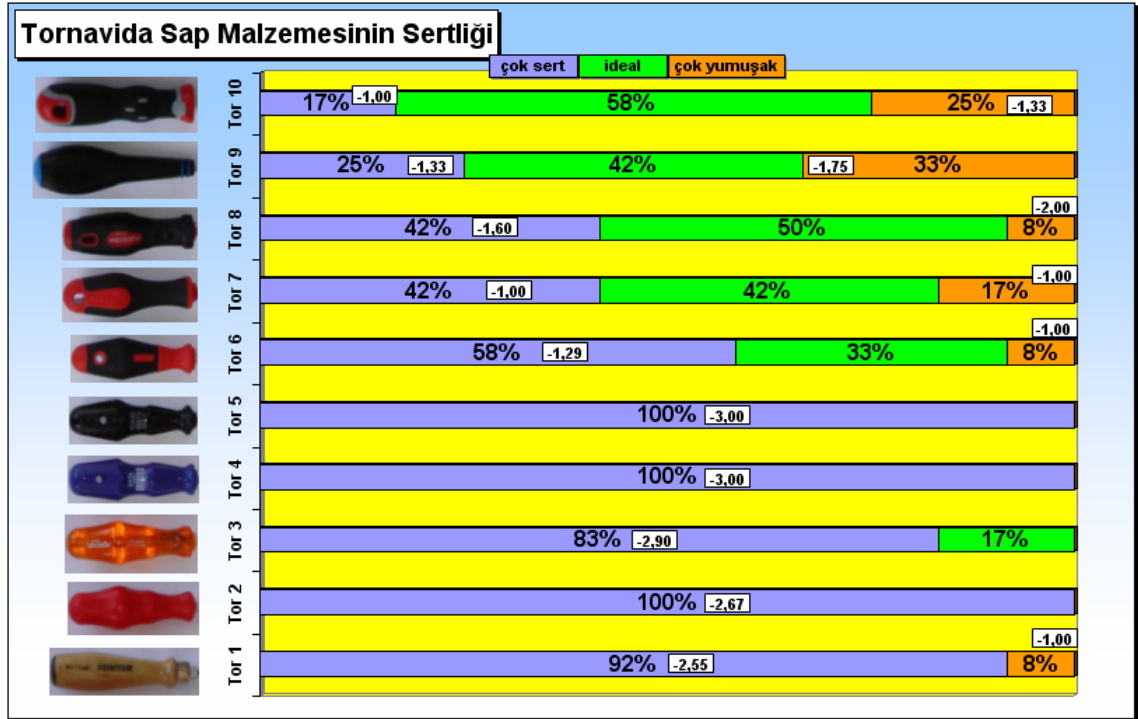 Tornavida Sap Malzemesinin Sertliği
çok sert ideal çok yumuşak
Tor 10 17% -1,00 58% 25% -1,33
Tor 9 25% -1,33 42% -1,75 33%
-2,00
Tor 8 42% -1,60 50% 8%
-1,00
Tor 7 42% -1,00 42% 17%
-1,00
Tor 6 58% -1,29 33% 8%
Tor 5 100% -3,00
Tor 4 100% -3,00
Tor 3 83% -2,90 17%
Tor 2 100% -2,67
-1,00
Tor 1 92% -2,55 8%